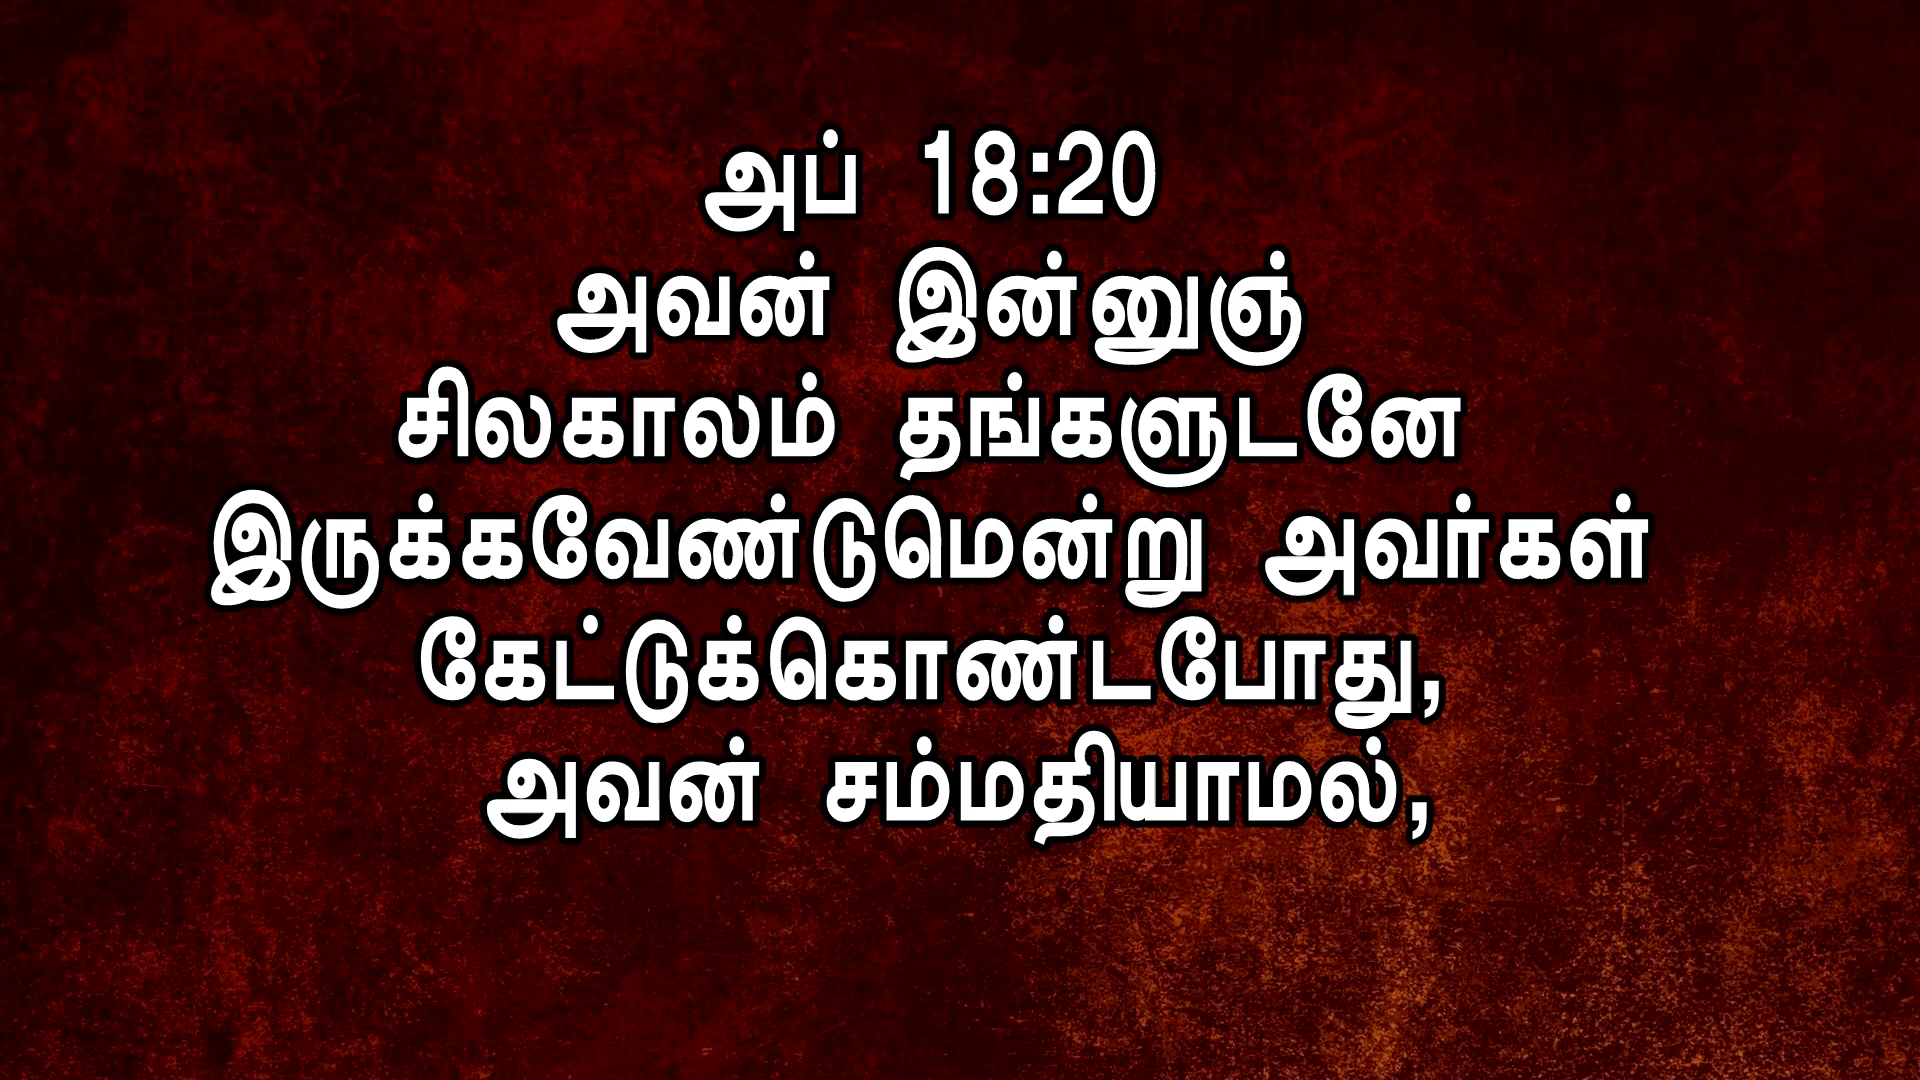 அப் 18:20
அவன் இன்னுஞ்
சிலகாலம் தங்களுடனே
இருக்கவேண்டுமென்று அவர்கள்
கேட்டுக்கொண்டபோது,
அவன் சம்மதியாமல்,